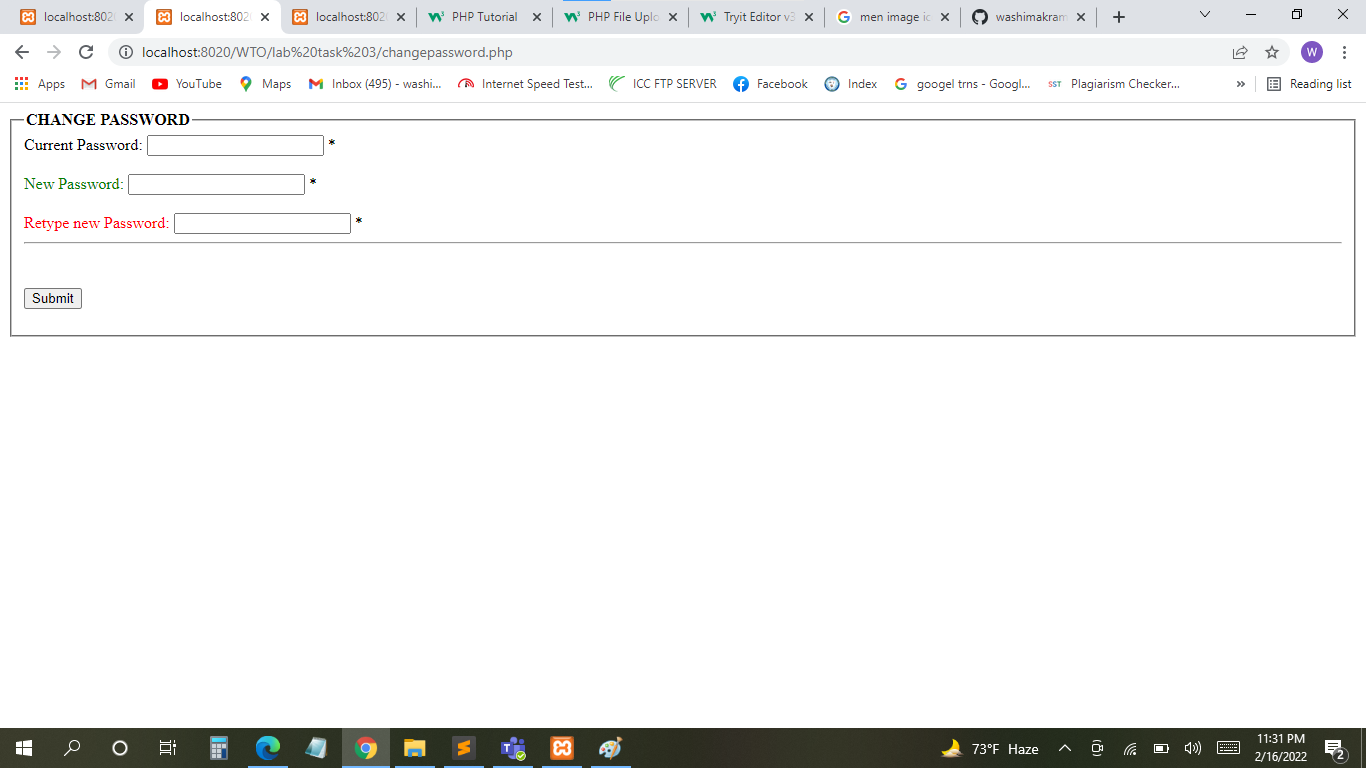 localhost:802 localhost:802 localhost:802 PHP Tutorial PHP File Uplo Tryit Editor v3 men image ic washimakram
localhost:8020/WTO/lab%20task%203/changepassword.php W
Apps Gmail YouTube Maps Inbox (495) - washi... Internet Speed Test... ICC FTP SERVER Facebook Index googel trns - Googl... SST Plagiarism Checker... » Reading list
CHANGE PASSWORD
Current Password: *
New Password: *
Retype new Password: *
Submit
73°F Haze 11:31 PM
2/16/2022 2